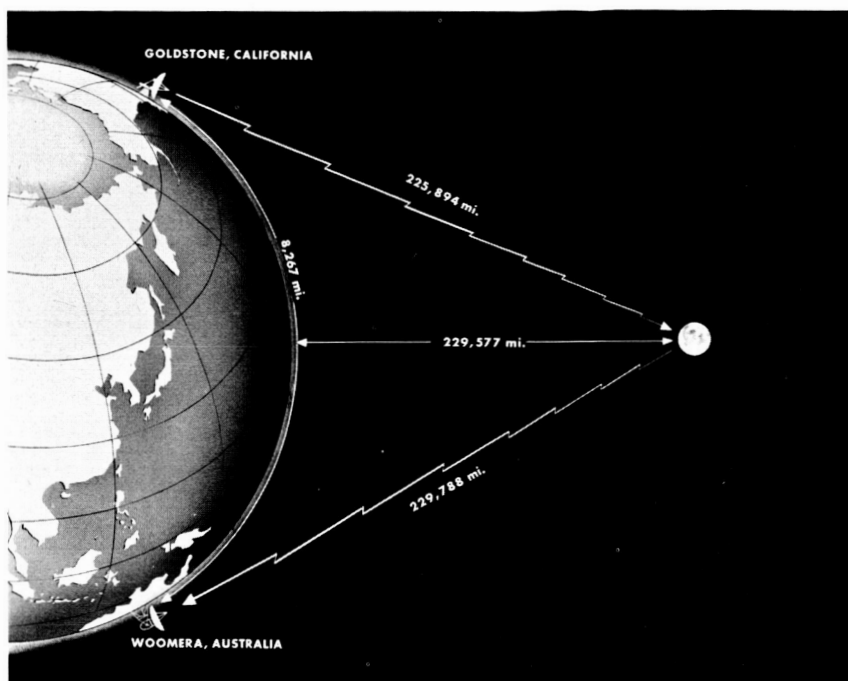 GOLDSTONE, CALIFORNIA
225,894 mi.
8,267 mi.
229,577 mi.
229,788 mi.
WOOMERA, AUSTRALIA